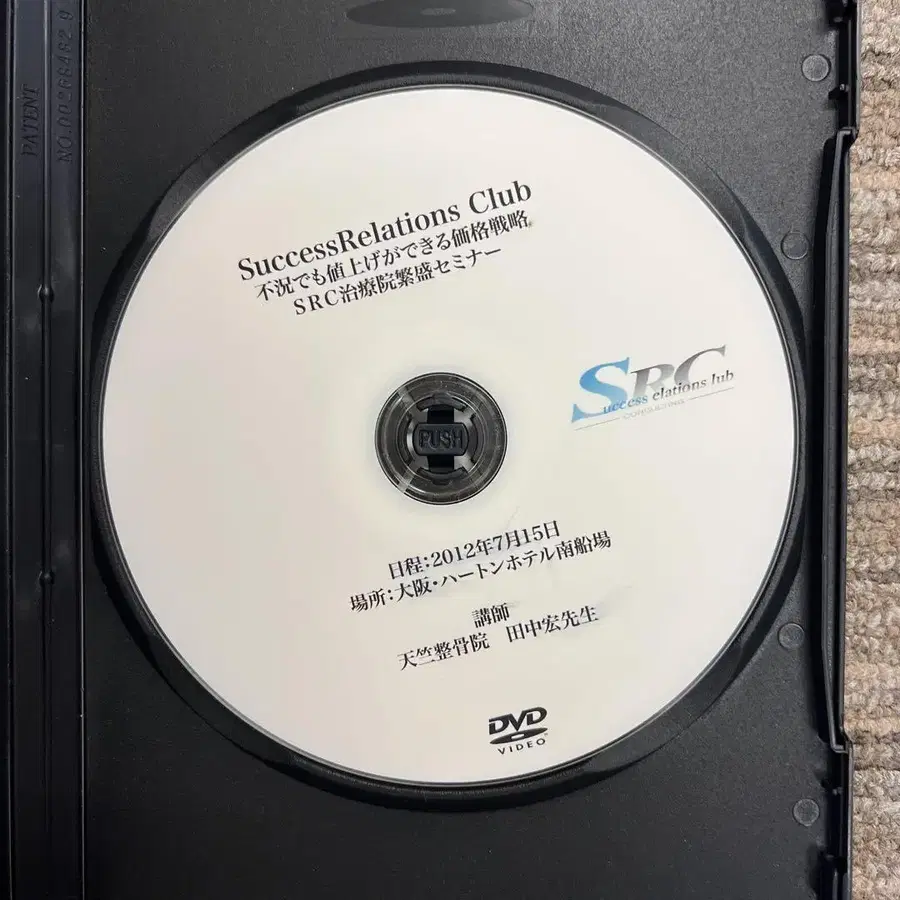 PATENT
NO.00266482 9
SuccessRelations Club
不況でも値上げができる価格戦略
SRC治療院繁盛セミナー
SRC
uccess elations lub
PUSH
日程:2012年7月15日
場所:大阪・ハートンホテル南船場
講師
天竺整骨院 田中宏先生
DVD
VIDEO